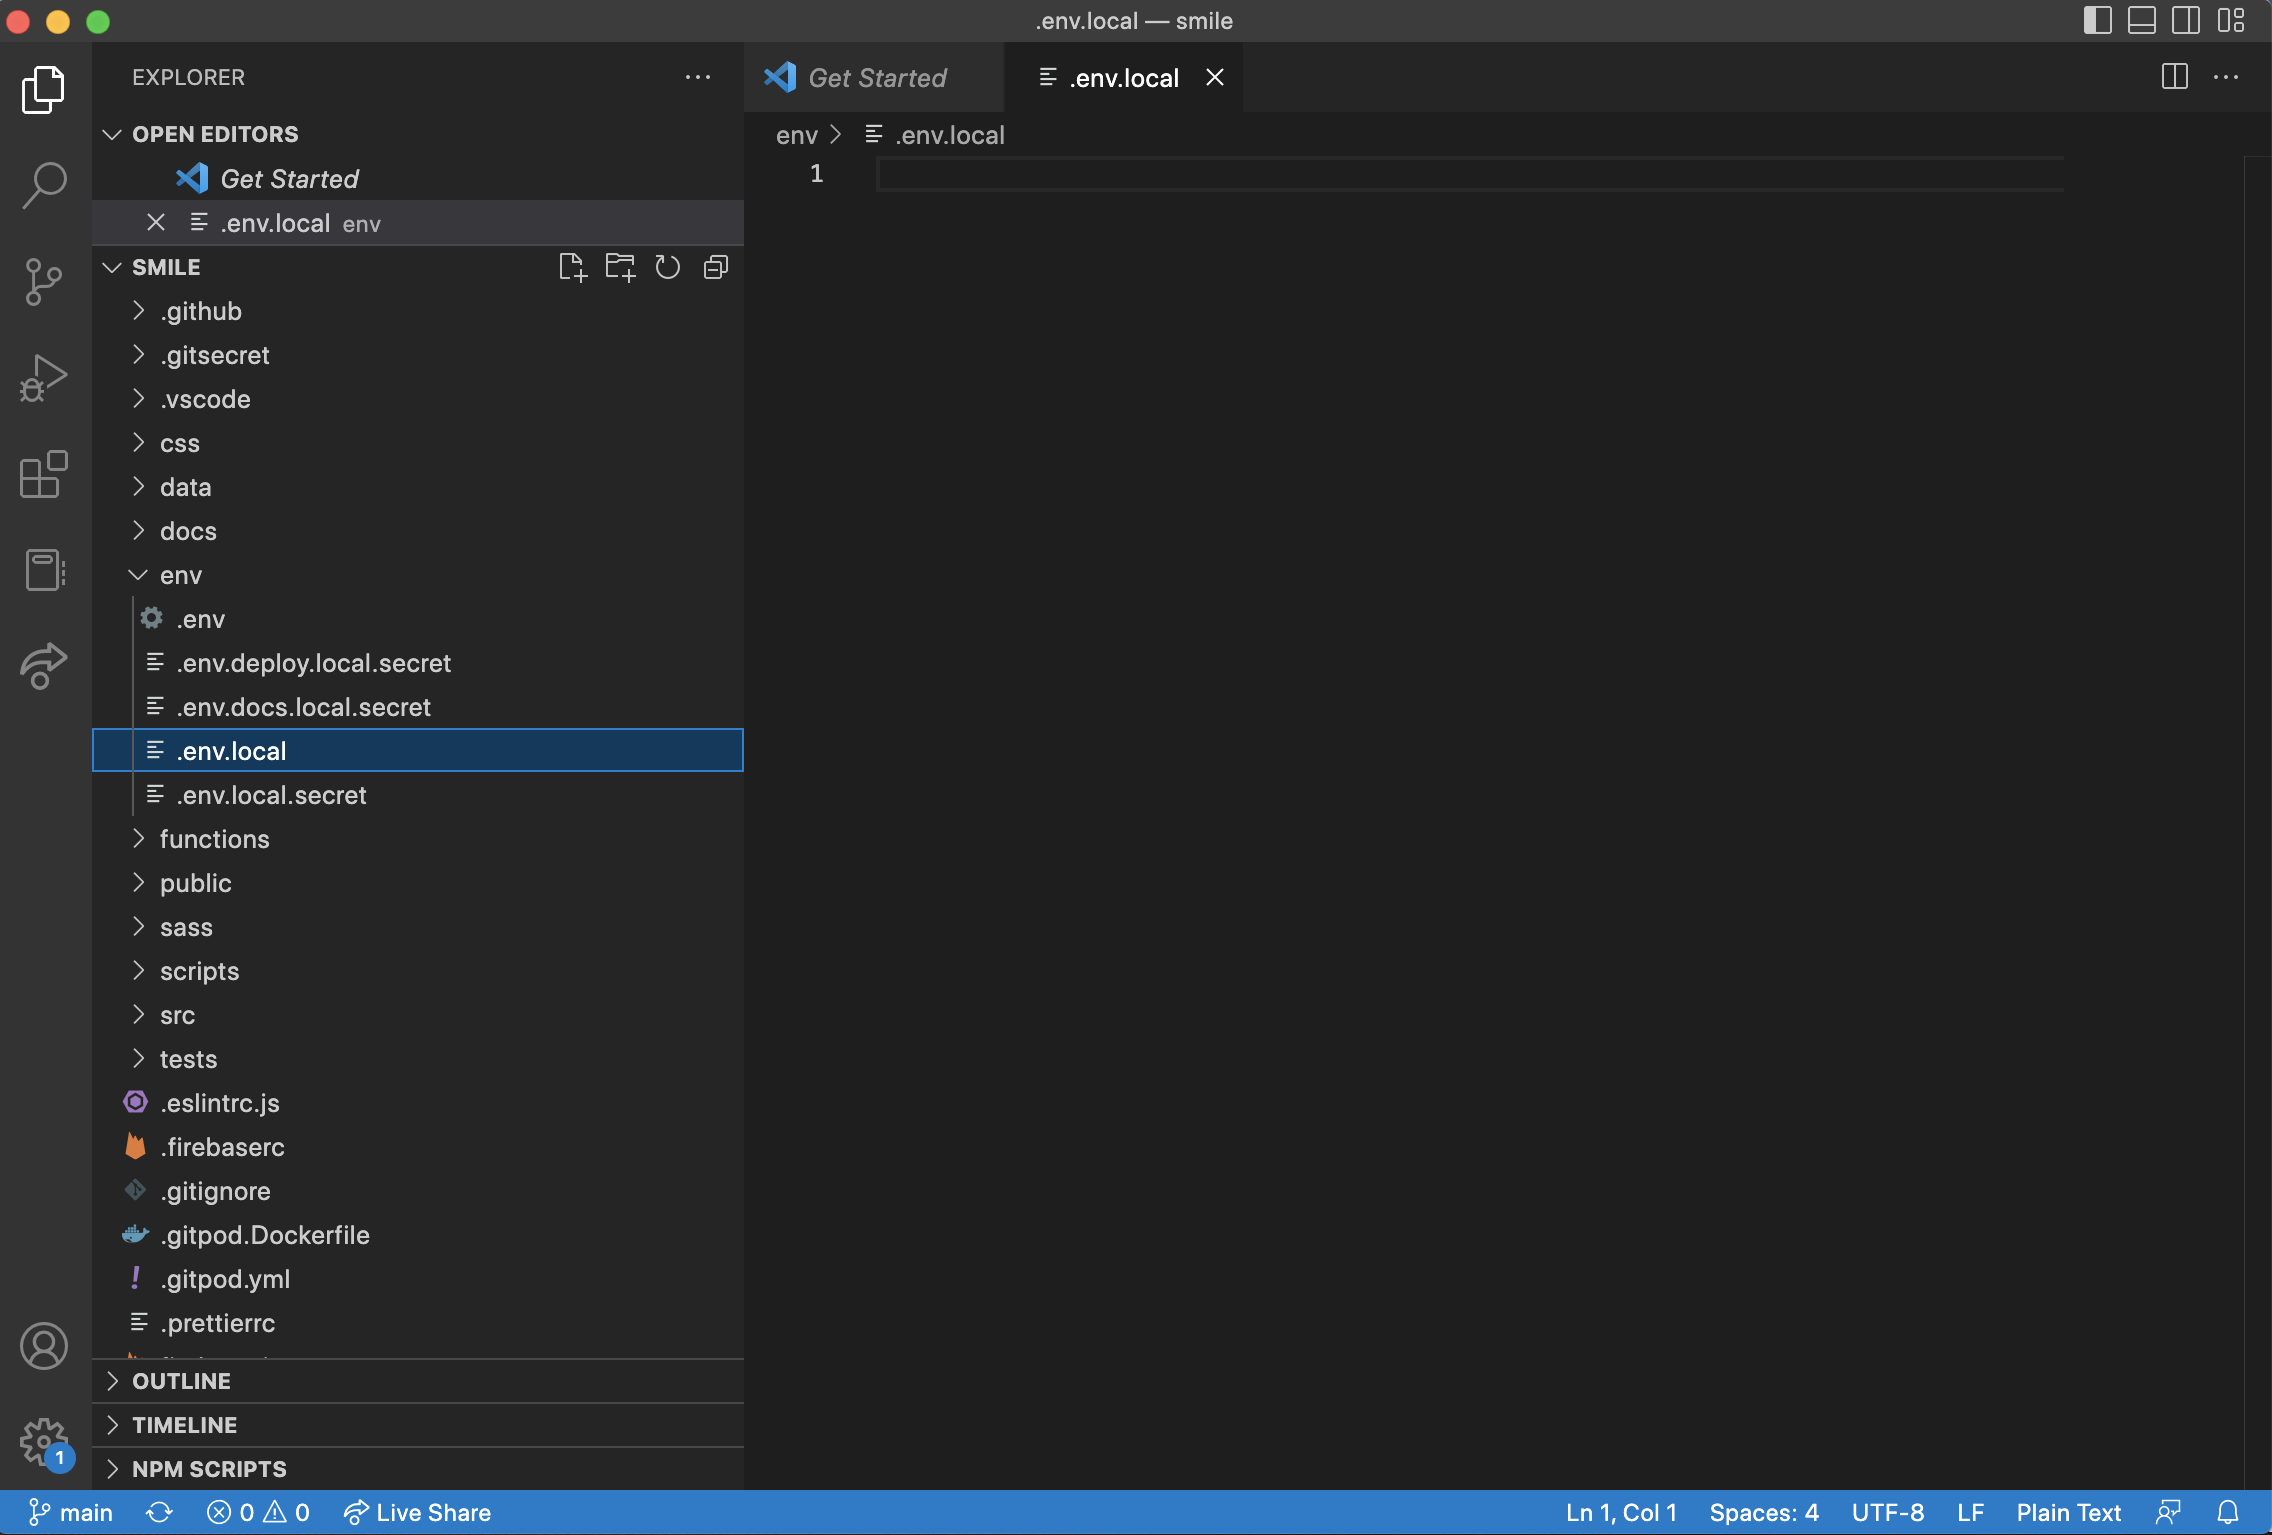 .env.local — smile
EXPLORER
OPEN EDITORS
Get Started
.env.local env
SMILE
.github
.gitsecret
.vscode
css
data
docs
env
.env
.env.deploy.local.secret
.env.docs.local.secret
.env.local
.env.local.secret
functions
public
sass
scripts
src
tests
.eslintrc.js
.firebaserc
.gitignore
.gitpod.Dockerfile
! .gitpod.yml
.prettierrc
OUTLINE
TIMELINE
NPM SCRIPTS
1
Get Started
.env.local
env > .env.local
1
main 0 0 Live Share
Ln 1, Col 1 Spaces: 4 UTF-8 LF Plain Text